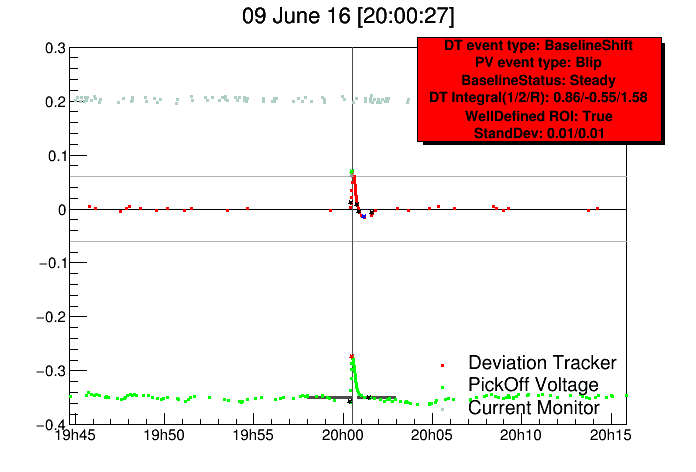 09 June 16 [20:00:27]
DT event type: BaselineShift
PV event type: Blip
BaselineStatus: Steady
DT Integral(1/2/R): 0.86/-0.55/1.58
WellDefined ROI: True
StandDev: 0.01/0.01
0.3
0.2
0.1
0
−0.1
−0.2
−0.3
−0.4
Deviation Tracker
PickOff Voltage
Current Monitor
19h45 19h50 19h55 20h00 20h05 20h10 20h15